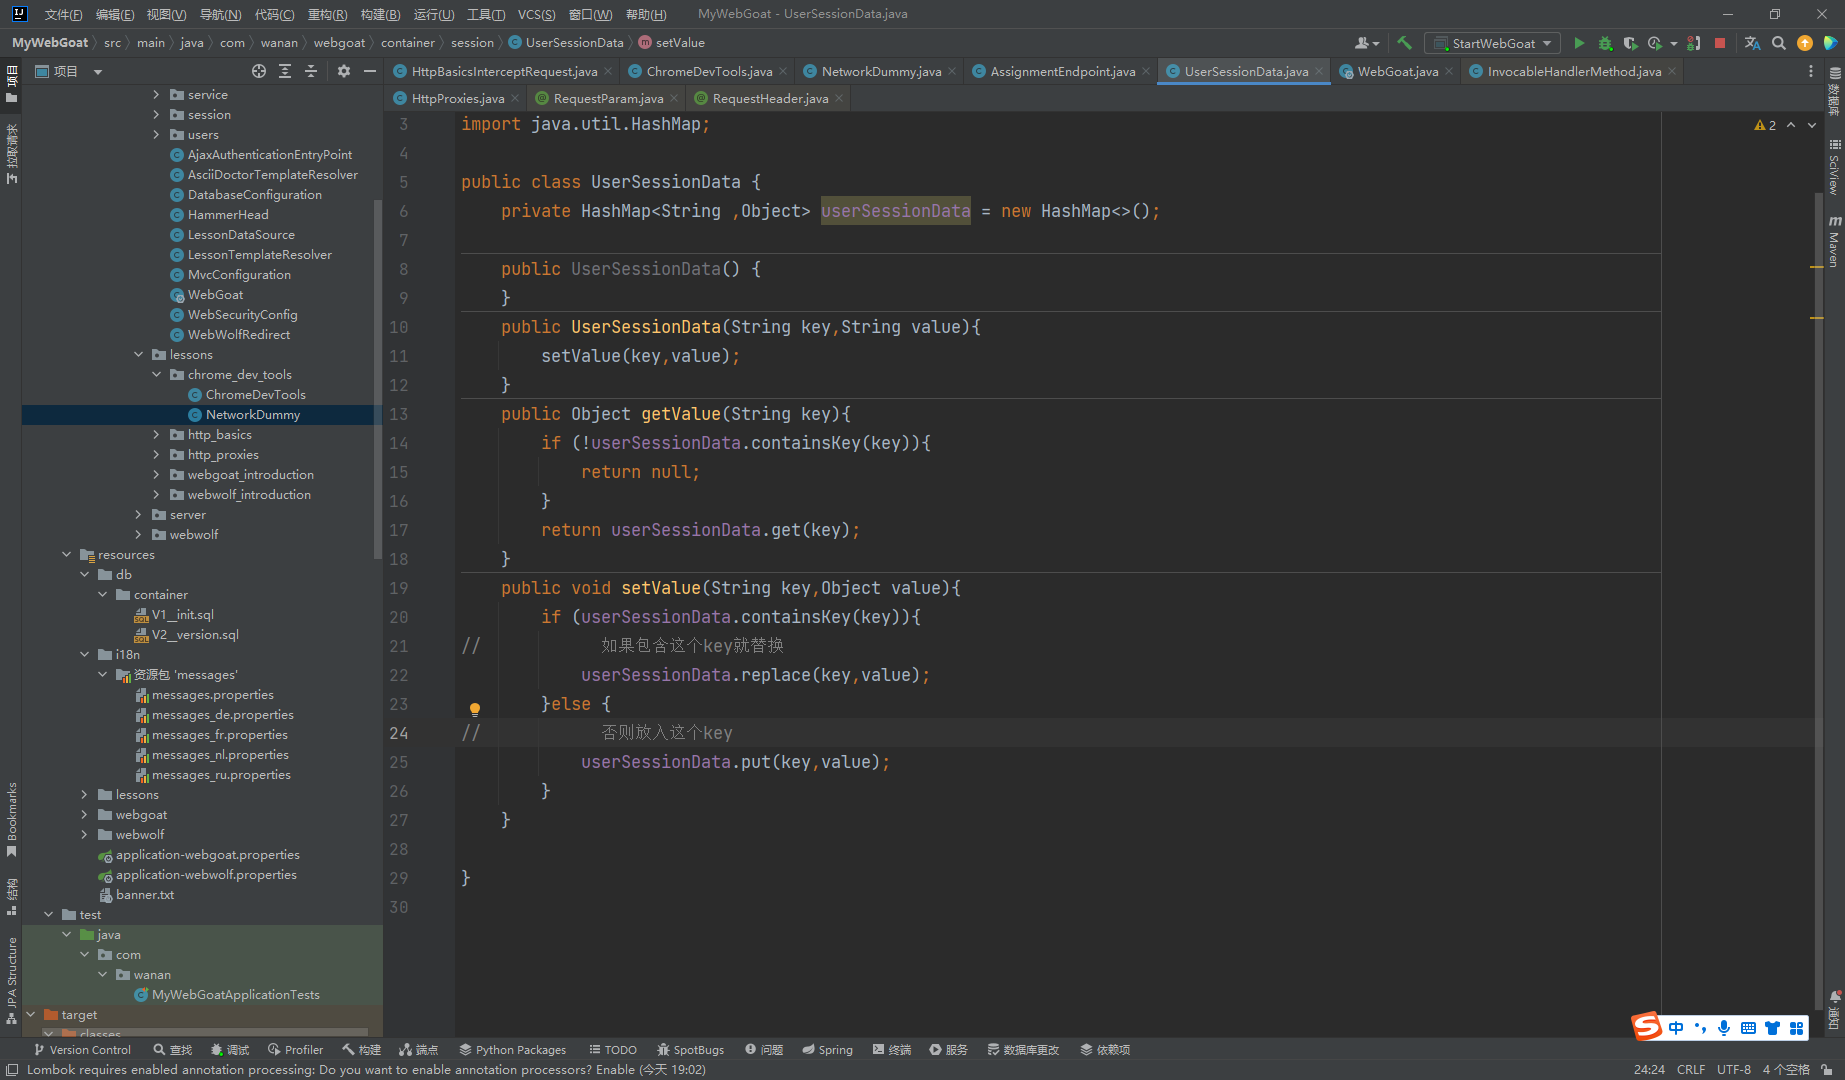 文件(F) 编辑(E) 视图(V) 导航(N) 代码(C) 重构(R) 构建(B) 运行(U) 工具(T) VCS(S) 窗口(W) 帮助(H) MyWebGoat - UserSessionData.java
MyWebGoat src main java com wanan webgoat container session UserSessionData setValue StartWebGoat
项目
HttpBasicsInterceptRequest.java ChromeDevTools.java NetworkDummy.java AssignmentEndpoint.java UserSessionData.java WebGoat.java InvocableHandlerMethod.java
HttpProxies.java RequestParam.java RequestHeader.java
项目
拉取请求
Bookmarks
结构
JPA Structure
service
session
users
AjaxAuthenticationEntryPoint
AsciiDoctorTemplateResolver
DatabaseConfiguration
HammerHead
LessonDataSource
LessonTemplateResolver
MvcConfiguration
WebGoat
WebSecurityConfig
WebWolfRedirect
lessons
chrome_dev_tools
ChromeDevTools
NetworkDummy
http_basics
http_proxies
webgoat_introduction
webwolf_introduction
server
webwolf
resources
db
container
V1__init.sql
V2__version.sql
i18n
资源包 'messages'
messages.properties
messages_de.properties
messages_fr.properties
messages_nl.properties
messages_ru.properties
lessons
webgoat
webwolf
application-webgoat.properties
application-webwolf.properties
banner.txt
test
java
com
wanan
MyWebGoatApplicationTests
target
classes
3 import java.util.HashMap;
4
5 public class UserSessionData {
6 private HashMap<String ,Object> userSessionData = new HashMap<>();
7
8 public UserSessionData() {
9 }
10 public UserSessionData(String key,String value){
11 setValue(key,value);
12 }
13 public Object getValue(String key){
14 if (!userSessionData.containsKey(key)){
15 return null;
16 }
17 return userSessionData.get(key);
18 }
19 public void setValue(String key,Object value){
20 if (userSessionData.containsKey(key)){
21 // 如果包含这个key就替换
22 userSessionData.replace(key,value);
23 }else {
24 // 否则放入这个key
25 userSessionData.put(key,value);
26 }
27 }
28
29 }
30
2
数据库
SciView
Maven
通知
中
Version Control 查找 调试 Profiler 构建 端点 Python Packages TODO SpotBugs 问题 Spring 终端 服务 数据库更改 依赖项
Lombok requires enabled annotation processing: Do you want to enable annotation processors? Enable (今天 19:02) 24:24 CRLF UTF-8 4 个空格